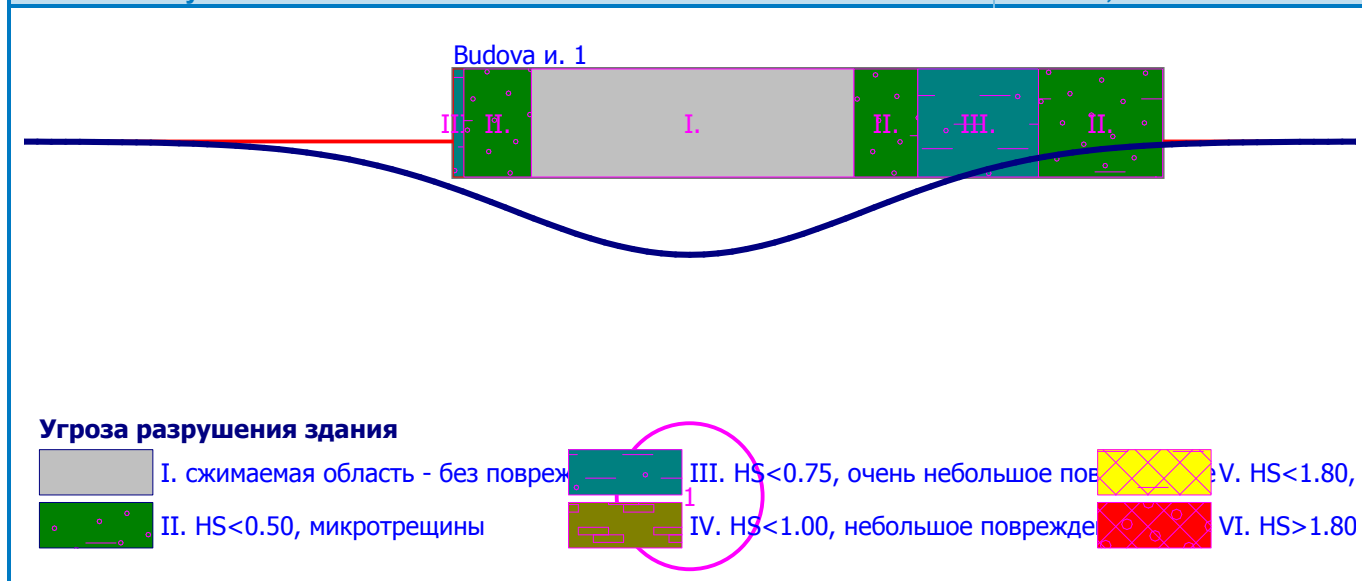 Budova и. 1
III. II. I. II. III. II.
Угроза разрушения здания
I. сжимаемая область - без повреж
III. HS<0.75, очень небольшое пов
V. HS<1.80,
1
II. HS<0.50, микротрещины
IV. HS<1.00, небольшое поврежде
VI. HS>1.80